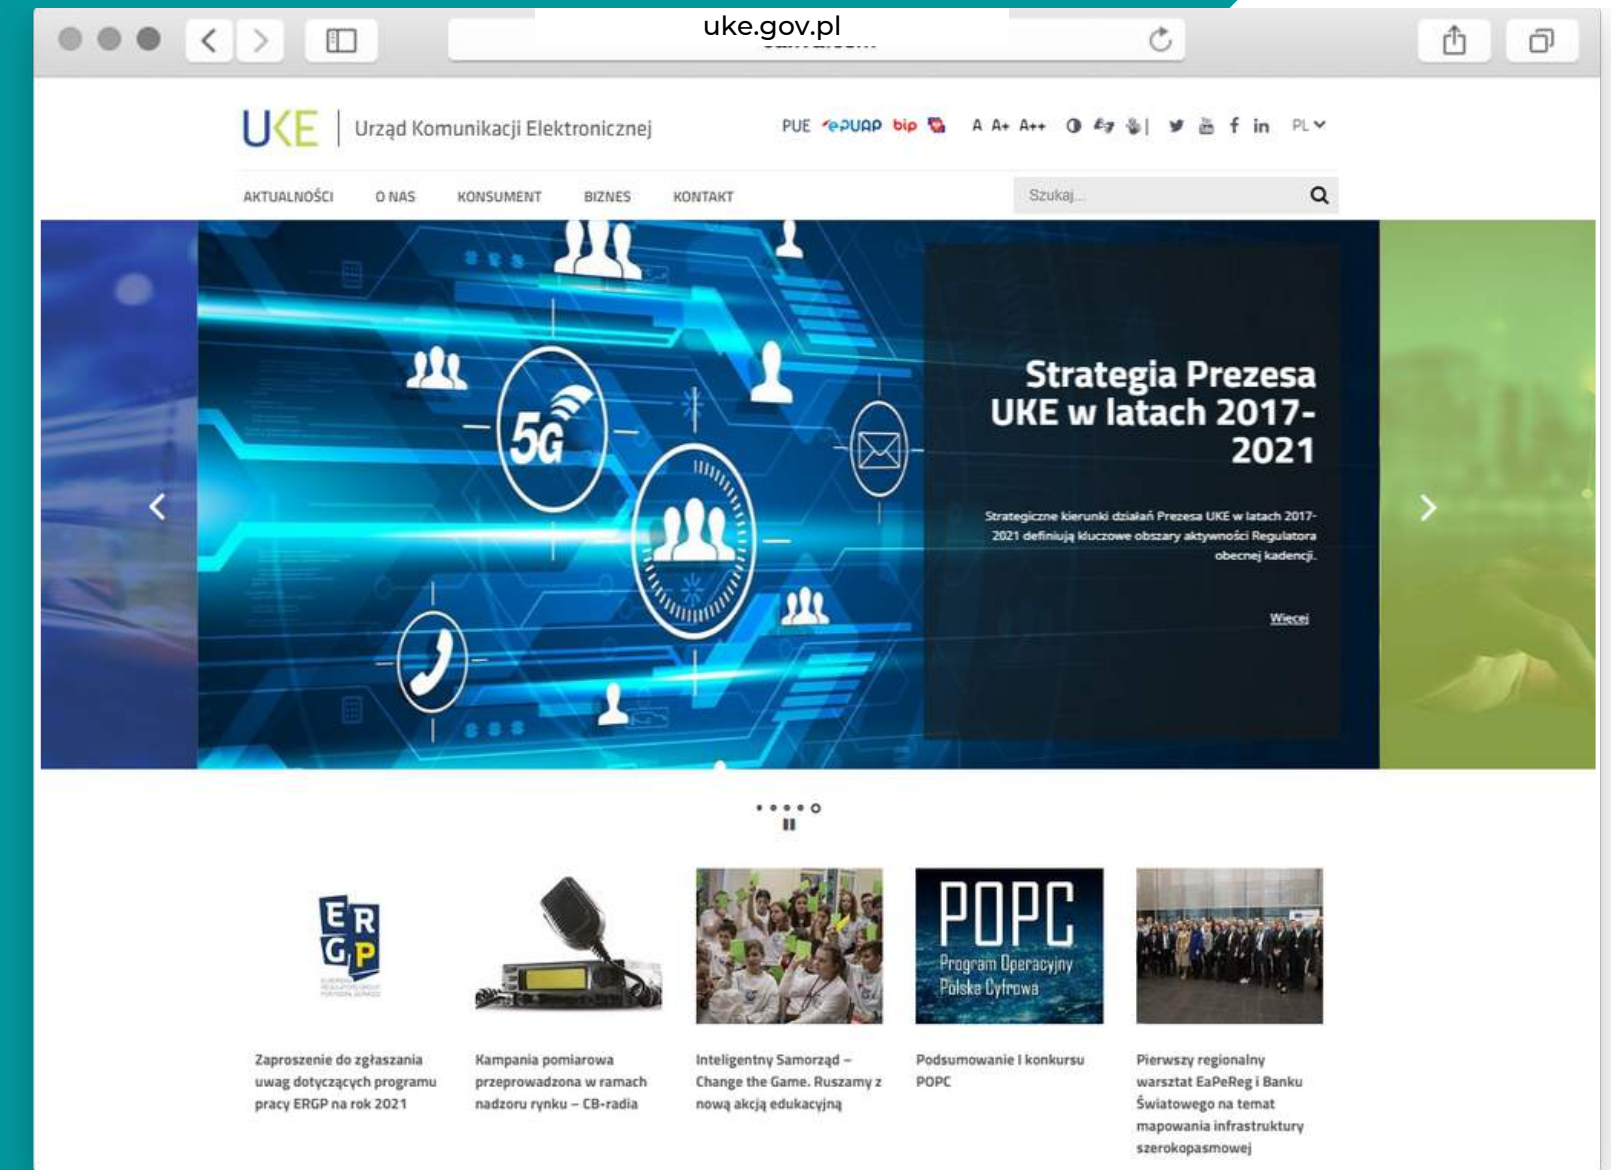 uke.gov.pl
UKE | Urząd Komunikacji Elektronicznej
PUE epUAP bip A A+ A++ PL
AKTUALNOŚCI O NAS KONSUMENT BIZNES KONTAKT Szukaj...
Strategia Prezesa
UKE w latach 2017-
2021
5G
Strategiczne kierunki działań Prezesa UKE w latach 2017-
2021 definiują kluczowe obszary aktywności Regulatora
obecnej kadencji.
Więcej
ER
GP
POPC
Program Operacyjny
Polska Cyfrowa
Zaproszenie do zgłaszania
uwag dotyczących programu
pracy ERGP na rok 2021
Kampania pomiarowa
przeprowadzona w ramach
nadzoru rynku – CB-radia
Inteligentny Samorząd –
Change the Game. Ruszamy z
nową akcją edukacyjną
Podsumowanie I konkursu
POPC
Pierwszy regionalny
warsztat EaPeReg i Banku
Światowego na temat
mapowania infrastruktury
szerokopasmowej